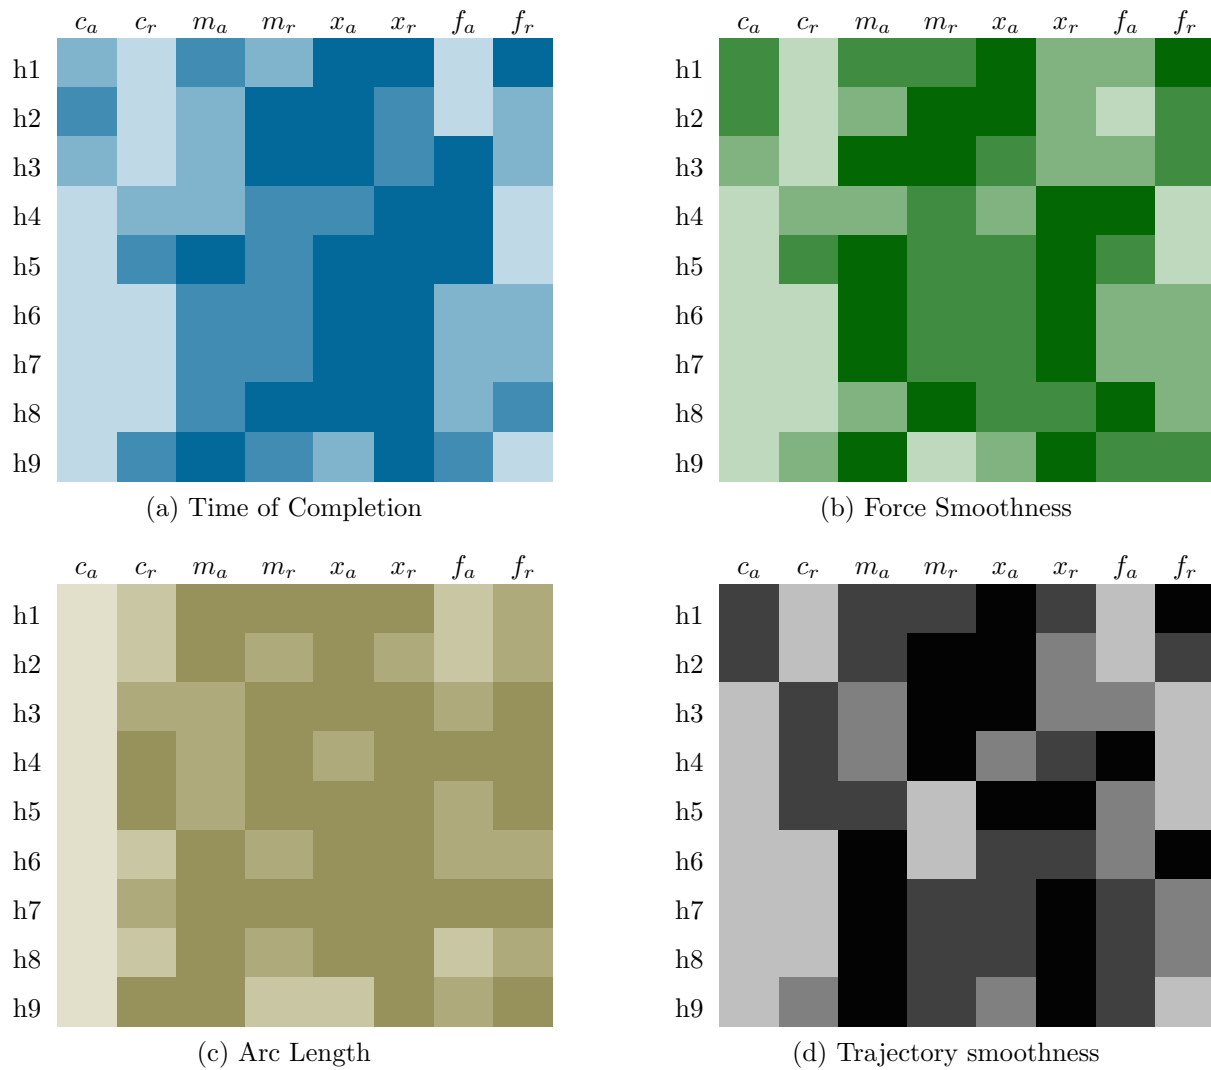 c_a c_r m_a m_r x_a x_r f_a f_r
h1
h2
h3
h4
h5
h6
h7
h8
h9
(a) Time of Completion
c_a c_r m_a m_r x_a x_r f_a f_r
h1
h2
h3
h4
h5
h6
h7
h8
h9
(b) Force Smoothness
c_a c_r m_a m_r x_a x_r f_a f_r
h1
h2
h3
h4
h5
h6
h7
h8
h9
(c) Arc Length
c_a c_r m_a m_r x_a x_r f_a f_r
h1
h2
h3
h4
h5
h6
h7
h8
h9
(d) Trajectory smoothness